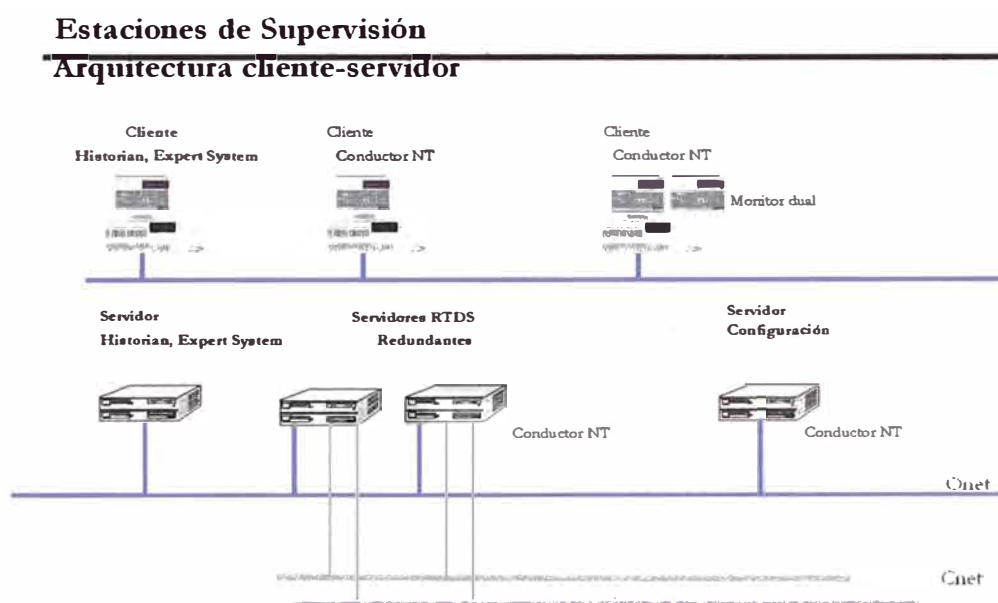 Estaciones de Supervisión
Arquitectura cliente-servidor
Cliente
Historian, Expert System
Cliente
Conductor NT
Cliente
Conductor NT
Monitor dual
Servidor
Historian, Expert System
Servidores RTDS
Redundantes
Servidor
Configuración
Conductor NT
Conductor NT
Onet
Cnet